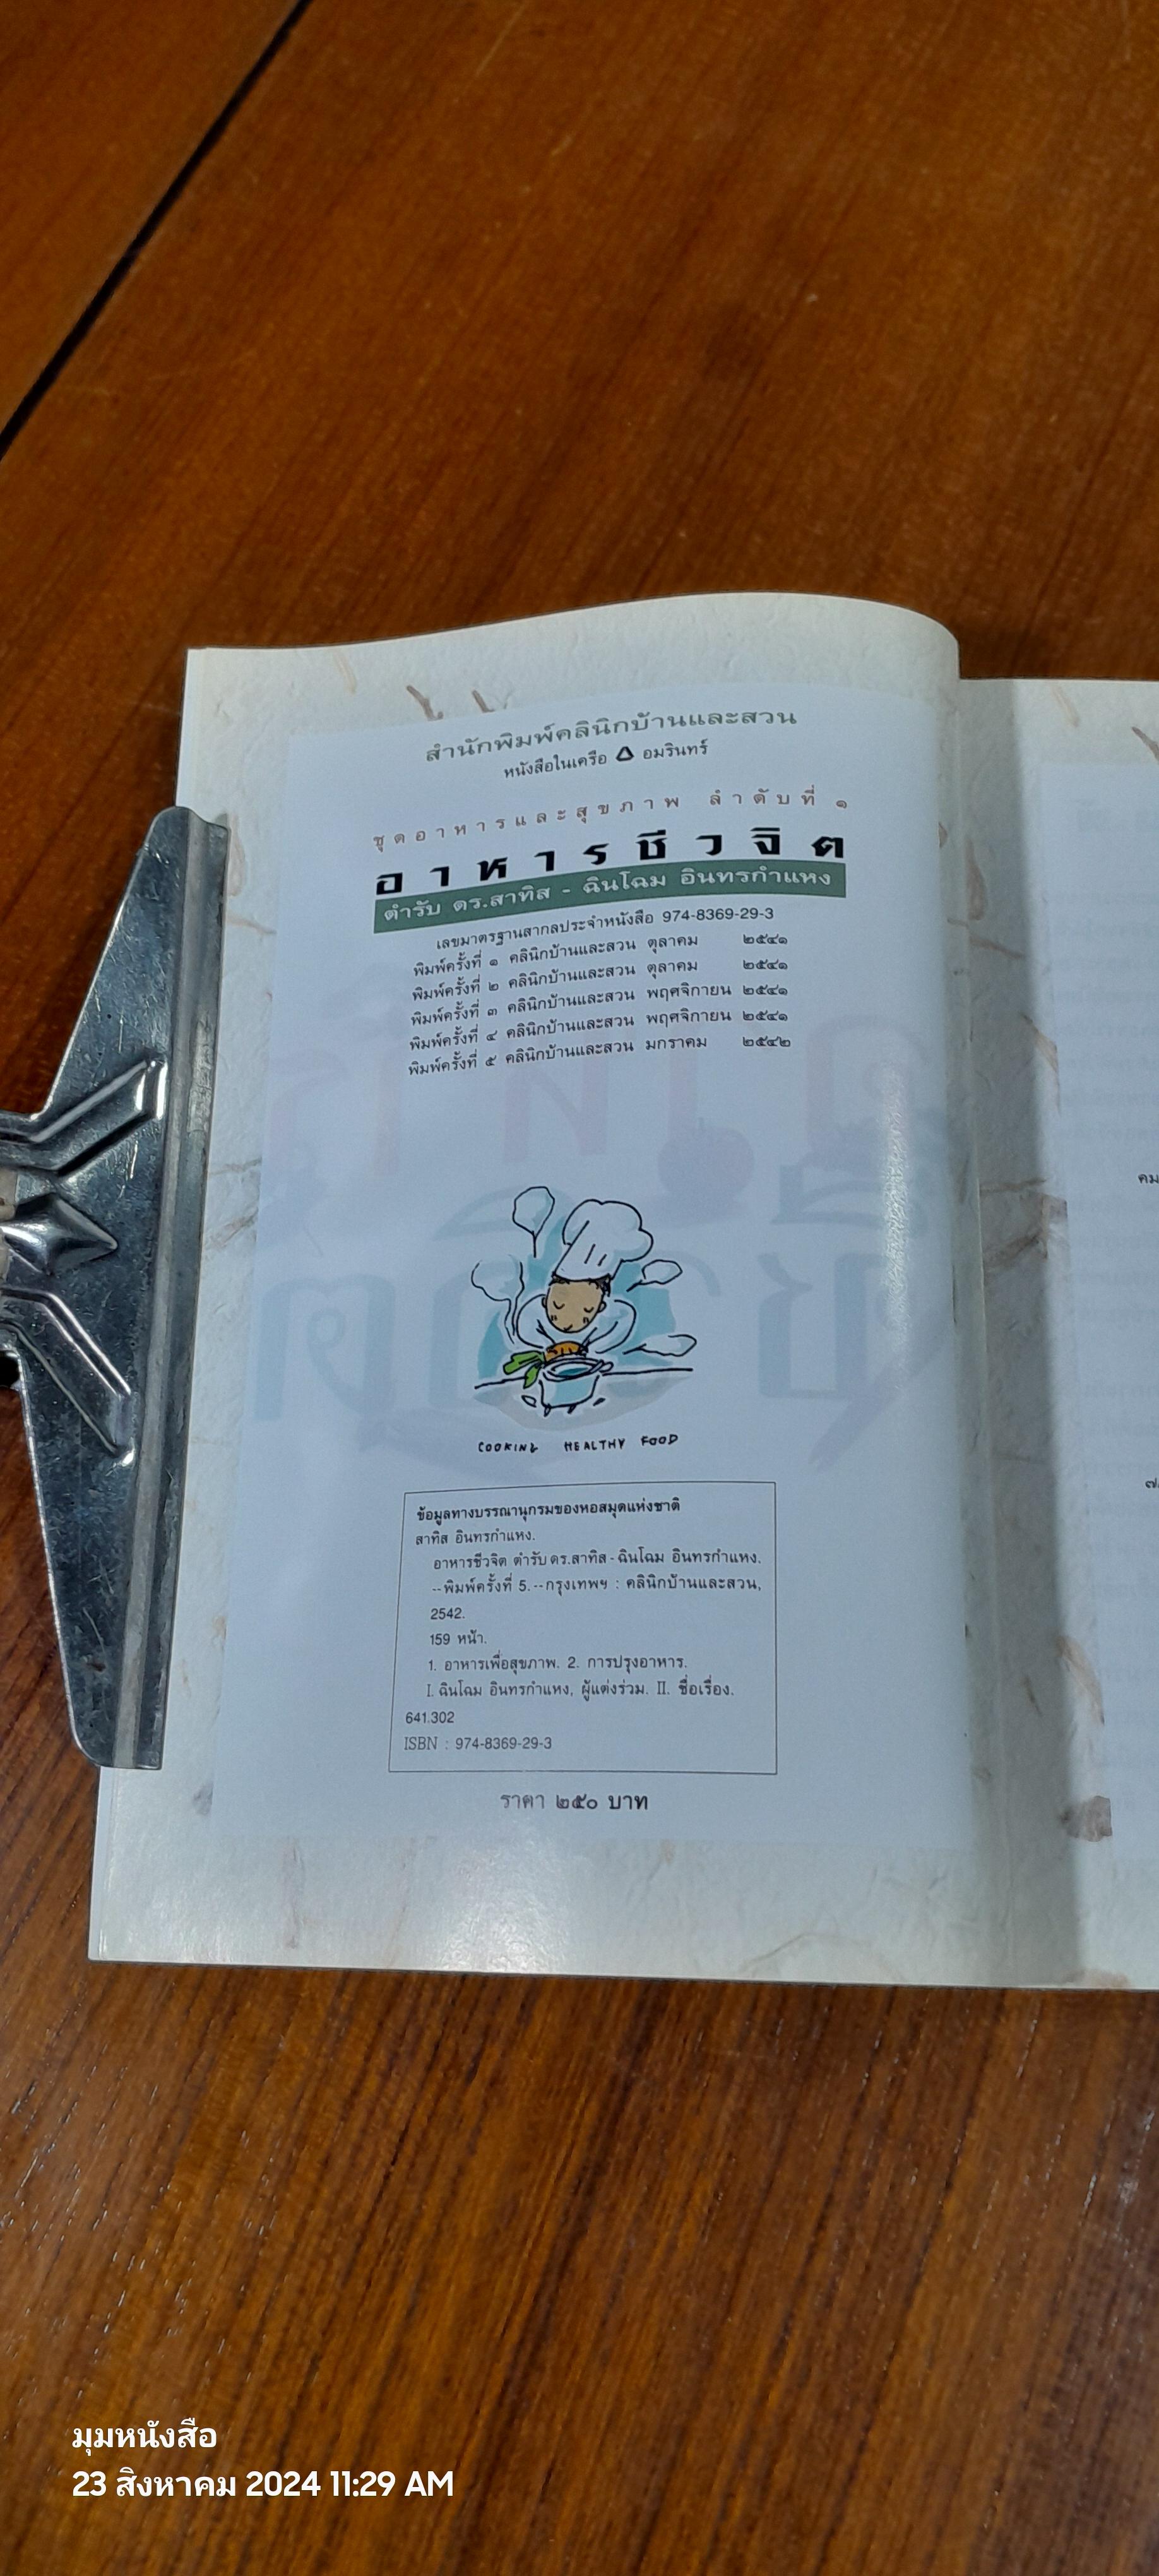 สำนักพิมพ์คลินิกบ้านและสวน
หนังสือในเครือ อมรินทร์
ชุดอาหารและสุขภาพ ลำดับที่ ๑
อาหารชีวจิต
ตำรับ ดร.สาทิส - ฉินโฉม อินทรกำแหง
เลขมาตรฐานสากลประจำหนังสือ 974-8369-29-3
พิมพ์ครั้งที่ ๑ คลินิกบ้านและสวน ตุลาคม ๒๕๔๑
พิมพ์ครั้งที่ ๒ คลินิกบ้านและสวน ตุลาคม ๒๕๔๑
พิมพ์ครั้งที่ ๓ คลินิกบ้านและสวน พฤศจิกายน ๒๕๔๑
พิมพ์ครั้งที่ ๔ คลินิกบ้านและสวน พฤศจิกายน ๒๕๔๑
พิมพ์ครั้งที่ ๕ คลินิกบ้านและสวน มกราคม ๒๕๔๒
COOKING HEALTHY FOOD
ข้อมูลทางบรรณานุกรมของหอสมุดแห่งชาติ
สาทิส อินทรกำแหง.
อาหารชีวจิต ตำรับ ดร.สาทิส - ฉินโฉม อินทรกำแหง.
--พิมพ์ครั้งที่ 5.--กรุงเทพฯ : คลินิกบ้านและสวน,
2542.
159 หน้า.
1. อาหารเพื่อสุขภาพ. 2. การปรุงอาหาร.
I. ฉินโฉม อินทรกำแหง, ผู้แต่งร่วม. II. ชื่อเรื่อง.
641.302
ISBN : 974-8369-29-3
ราคา ๒๕๐ บาท
มุมหนังสือ
23 สิงหาคม 2024 11:29 AM